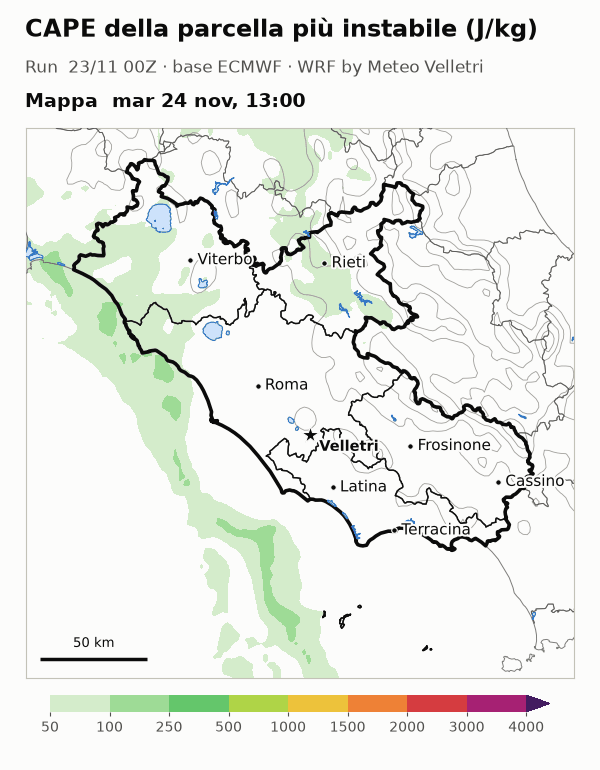 CAPE della parcella più instabile (J/kg)
Run 23/11 00Z · base ECMWF · WRF by Meteo Velletri
Mappa mar 24 nov, 13:00
Viterbo
Rieti
Roma
Velletri
Frosinone
Latina
Cassino
Terracina
50 km
50 100 250 500 1000 1500 2000 3000 4000